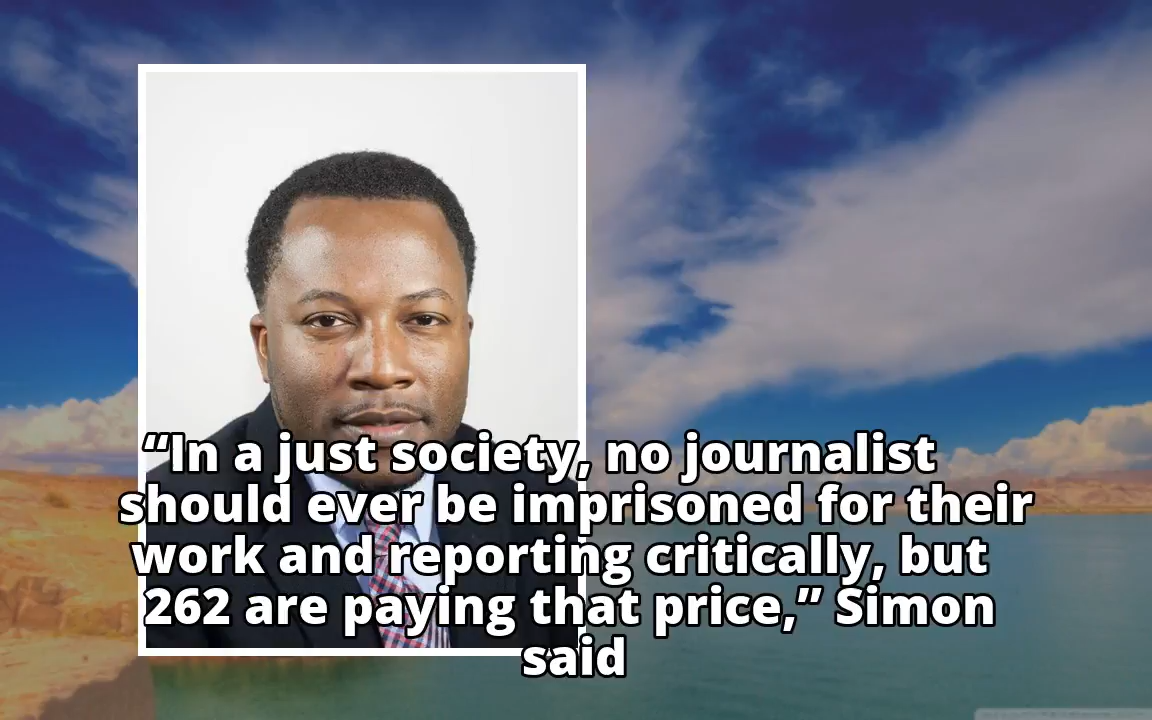 “In a just society, no journalist
should ever be imprisoned for their
work and reporting critically, but
262 are paying that price,” Simon
said